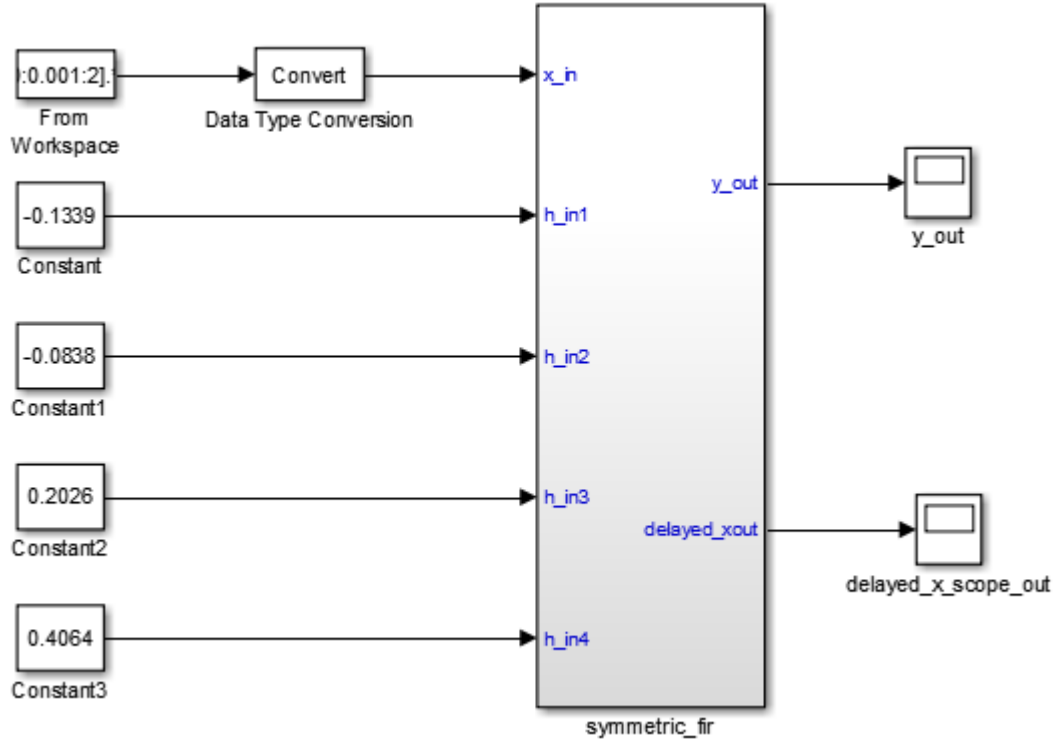 ):0.001:2].'
Convert
From
Workspace
Data Type Conversion
x_in
y_out
y_out
-0.1339
Constant
h_in1
-0.0838
Constant1
h_in2
0.2026
Constant2
h_in3
delayed_xout
delayed_x_scope_out
0.4064
Constant3
h_in4
symmetric_fir